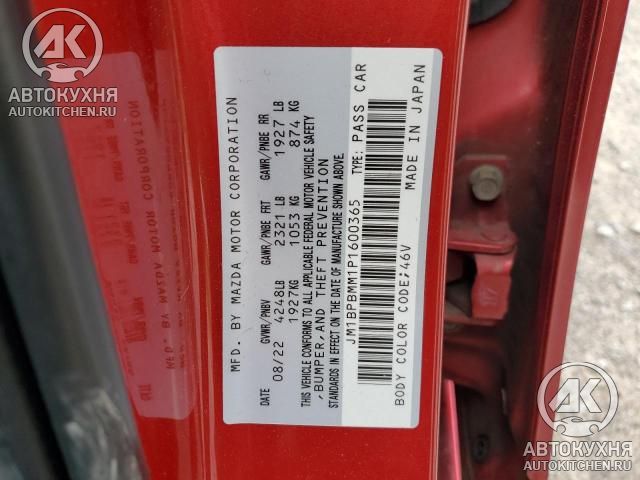 АВТОКУХНЯ
AUTOKITCHEN.RU
MFD. BY MAZDA MOTOR CORPORATION
DATE GVWR/PNBV GAWR/PNBE FRT GAWR/PNBE RR
08/22 4248LB 2321 LB 1927 LB
1927KG 1053 KG 874 KG
THIS VEHICLE CONFORMS TO ALL APPLICABLE FEDERAL MOTOR VEHICLE SAFETY
,BUMPER,AND THEFT PREVENTION
STANDARDS IN EFFECT ON THE DATE OF MANUFACTURE SHOWN ABOVE.
JM1BPBMM1P1600365 TYPE: PASS CAR
BODY COLOR CODE:46V MADE IN JAPAN
АВТОКУХНЯ
AUTOKITCHEN.RU